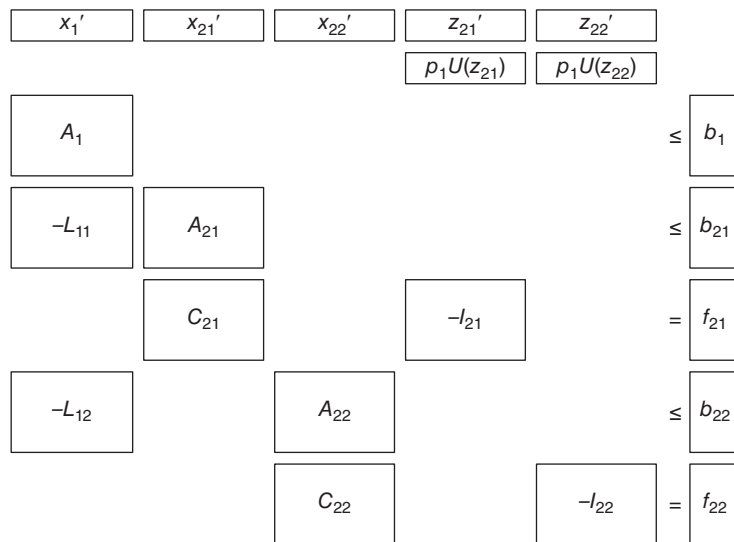 x₁′ x₂₁′ x₂₂′ z₂₁′ z₂₂′
p₁U(z₂₁) p₁U(z₂₂)
A₁ ≤ b₁
–L₁₁ A₂₁ ≤ b₂₁
C₂₁ –I₂₁ = f₂₁
–L₁₂ A₂₂ ≤ b₂₂
C₂₂ –I₂₂ = f₂₂